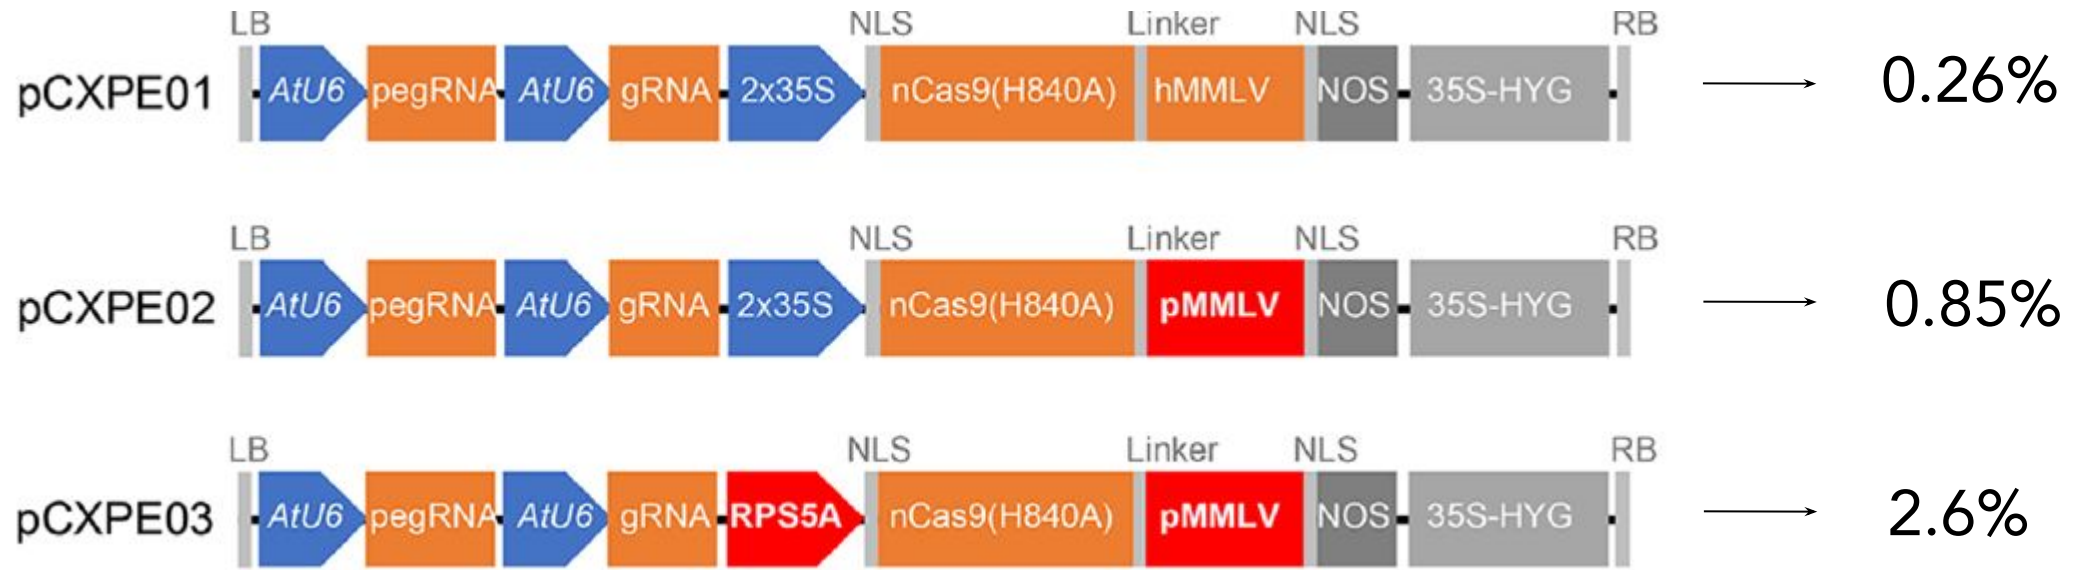 LB NLS Linker NLS RB
pCXPE01 AtU6 pegRNA AtU6 gRNA 2x35S nCas9(H840A) hMMLV NOS 35S-HYG 0.26%
LB NLS Linker NLS RB
pCXPE02 AtU6 pegRNA AtU6 gRNA 2x35S nCas9(H840A) pMMLV NOS 35S-HYG 0.85%
LB NLS Linker NLS RB
pCXPE03 AtU6 pegRNA AtU6 gRNA RPS5A nCas9(H840A) pMMLV NOS 35S-HYG 2.6%